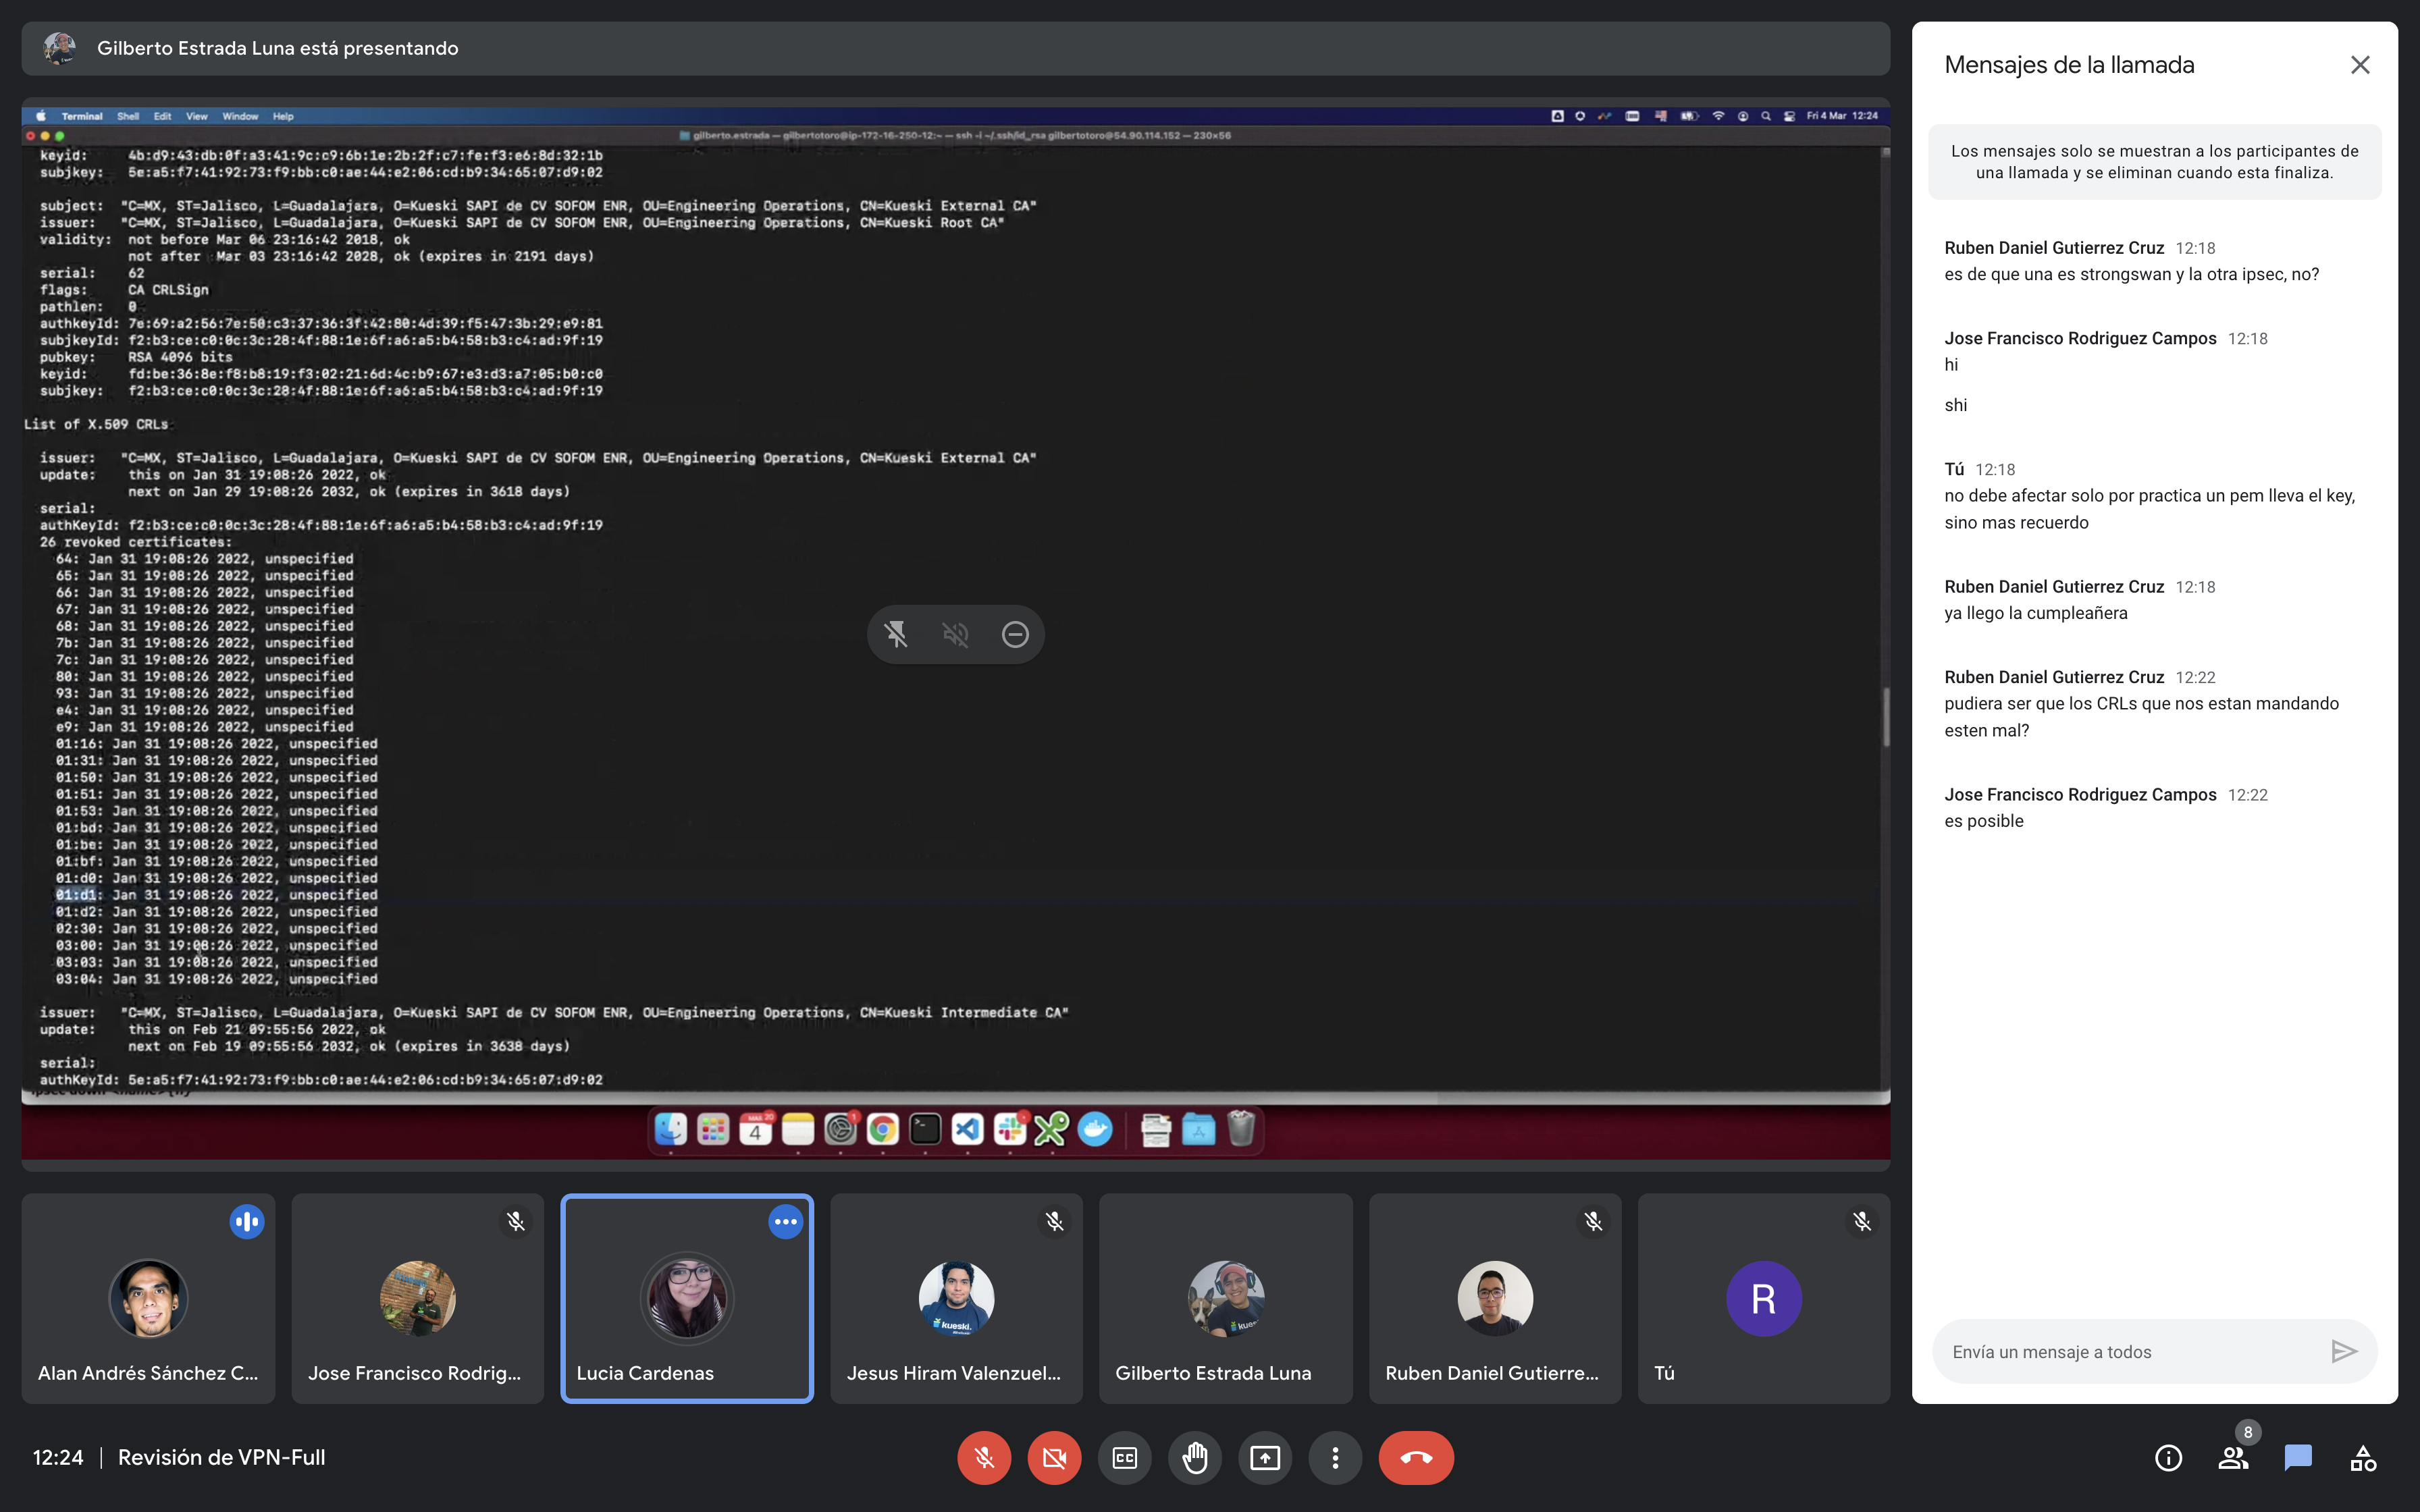 Gilberto Estrada Luna está presentando
Terminal Shell Edit View Window Help
Fri 4 Mar 12:24
gilberto.estrada — gilbertotoro@ip-172-16-250-12:~ — ssh -i ~/.ssh/id_rsa gilbertotoro@54.90.114.152 — 230×56
keyid: 4b:d9:43:db:0f:a3:41:9c:c9:6b:1e:2b:2f:c7:fe:f3:e6:8d:32:1b
subjkey: 5e:a5:f7:41:92:73:f9:bb:c0:ae:44:e2:06:cd:b9:34:65:07:d9:02
subject: "C=MX, ST=Jalisco, L=Guadalajara, O=Kueski SAPI de CV SOFOM ENR, OU=Engineering Operations, CN=Kueski External CA"
issuer: "C=MX, ST=Jalisco, L=Guadalajara, O=Kueski SAPI de CV SOFOM ENR, OU=Engineering Operations, CN=Kueski Root CA"
validity: not before Mar 06 23:16:42 2018, ok
not after Mar 03 23:16:42 2028, ok (expires in 2191 days)
serial: 62
flags: CA CRLSign
pathlen: 0
authkeyId: 7e:69:a2:56:7e:50:c3:37:36:3f:42:80:4d:39:f5:47:3b:29:e9:81
subjkeyId: f2:b3:ce:c0:0c:3c:28:4f:88:1e:6f:a6:a5:b4:58:b3:c4:ad:9f:19
pubkey: RSA 4096 bits
keyid: fd:be:36:8e:f8:b8:19:f3:02:21:6d:4c:b9:67:e3:d3:a7:05:b0:c0
subjkey: f2:b3:ce:c0:0c:3c:28:4f:88:1e:6f:a6:a5:b4:58:b3:c4:ad:9f:19
List of X.509 CRLs
issuer: "C=MX, ST=Jalisco, L=Guadalajara, O=Kueski SAPI de CV SOFOM ENR, OU=Engineering Operations, CN=Kueski External CA"
update: this on Jan 31 19:08:26 2022, ok
next on Jan 29 19:08:26 2032, ok (expires in 3618 days)
serial:
authKeyId: f2:b3:ce:c0:0c:3c:28:4f:88:1e:6f:a6:a5:b4:58:b3:c4:ad:9f:19
26 revoked certificates:
64: Jan 31 19:08:26 2022, unspecified
65: Jan 31 19:08:26 2022, unspecified
66: Jan 31 19:08:26 2022, unspecified
67: Jan 31 19:08:26 2022, unspecified
68: Jan 31 19:08:26 2022, unspecified
7b: Jan 31 19:08:26 2022, unspecified
7c: Jan 31 19:08:26 2022, unspecified
80: Jan 31 19:08:26 2022, unspecified
93: Jan 31 19:08:26 2022, unspecified
e4: Jan 31 19:08:26 2022, unspecified
e9: Jan 31 19:08:26 2022, unspecified
01:16: Jan 31 19:08:26 2022, unspecified
01:31: Jan 31 19:08:26 2022, unspecified
01:50: Jan 31 19:08:26 2022, unspecified
01:51: Jan 31 19:08:26 2022, unspecified
01:53: Jan 31 19:08:26 2022, unspecified
01:bd: Jan 31 19:08:26 2022, unspecified
01:be: Jan 31 19:08:26 2022, unspecified
01:bf: Jan 31 19:08:26 2022, unspecified
01:d0: Jan 31 19:08:26 2022, unspecified
01:d1: Jan 31 19:08:26 2022, unspecified
01:d2: Jan 31 19:08:26 2022, unspecified
02:30: Jan 31 19:08:26 2022, unspecified
03:00: Jan 31 19:08:26 2022, unspecified
03:03: Jan 31 19:08:26 2022, unspecified
03:04: Jan 31 19:08:26 2022, unspecified
issuer: "C=MX, ST=Jalisco, L=Guadalajara, O=Kueski SAPI de CV SOFOM ENR, OU=Engineering Operations, CN=Kueski Intermediate CA"
update: this on Feb 21 09:55:56 2022, ok
next on Feb 19 09:55:56 2032, ok (expires in 3638 days)
serial:
authKeyId: 5e:a5:f7:41:92:73:f9:bb:c0:ae:44:e2:06:cd:b9:34:65:07:d9:02
4
Mensajes de la llamada
Los mensajes solo se muestran a los participantes de
una llamada y se eliminan cuando esta finaliza.
Ruben Daniel Gutierrez Cruz 12:18
es de que una es strongswan y la otra ipsec, no?
Jose Francisco Rodriguez Campos 12:18
hi
shi
Tú 12:18
no debe afectar solo por practica un pem lleva el key,
sino mas recuerdo
Ruben Daniel Gutierrez Cruz 12:18
ya llego la cumpleañera
Ruben Daniel Gutierrez Cruz 12:22
pudiera ser que los CRLs que nos estan mandando
esten mal?
Jose Francisco Rodriguez Campos 12:22
es posible
Envía un mensaje a todos
kueski.
R
Alan Andrés Sánchez C...
Jose Francisco Rodrig...
Lucia Cardenas
Jesus Hiram Valenzuel...
Gilberto Estrada Luna
Ruben Daniel Gutierre...
Tú
12:24 | Revisión de VPN-Full
CC
8